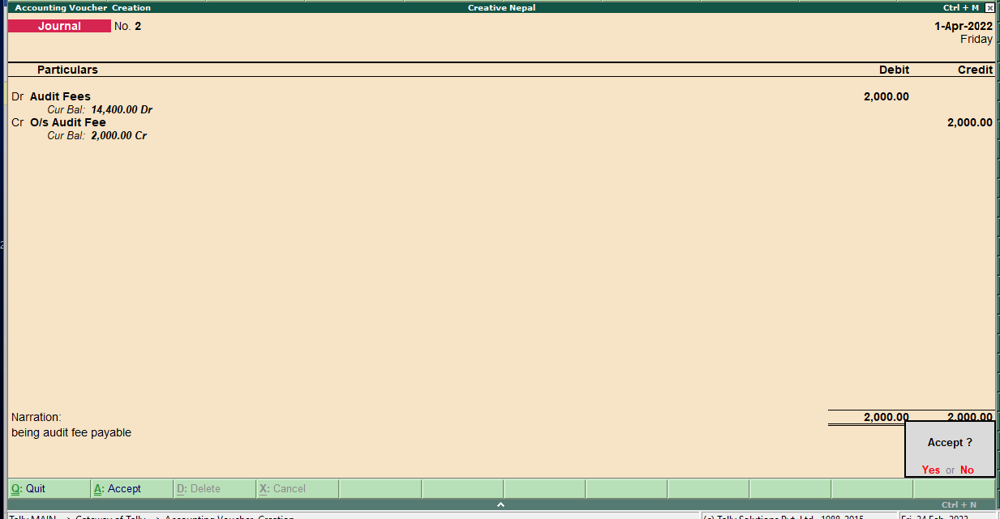 Accounting Voucher Creation Creative Nepal Ctrl + M
Journal No. 2 1-Apr-2022
Friday
Particulars Debit Credit
Dr Audit Fees 2,000.00
Cur Bal: 14,400.00 Dr
Cr O/s Audit Fee 2,000.00
Cur Bal: 2,000.00 Cr
Narration: 2,000.00 2,000.00
being audit fee payable
Accept ?
Yes or No
Q: Quit A: Accept D: Delete X: Cancel
Ctrl + N
Tally MAIN --> Gateway of Tally --> Accounting Voucher Creation (c) Tally Solutions Pvt. Ltd., 1988-2015 Fri, 24 Feb, 2023